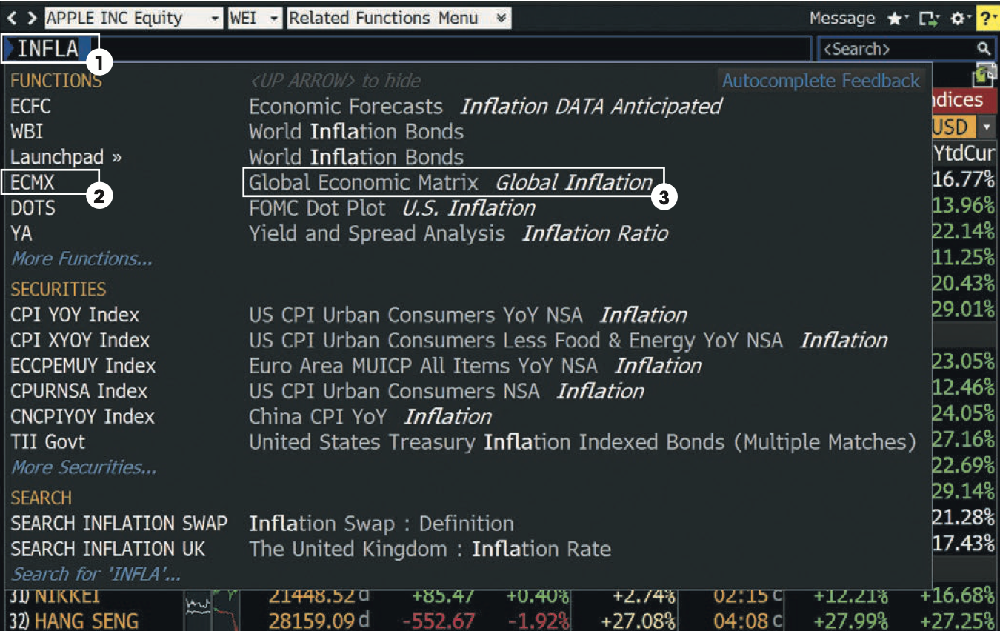 APPLE INC Equity WEI Related Functions Menu Message ?
INFLA <Search>
1
FUNCTIONS <UP ARROW> to hide Autocomplete Feedback
ECFC Economic Forecasts Inflation DATA Anticipated
WBI World Inflation Bonds USD
Launchpad » World Inflation Bonds YtdCur
ECMX Global Economic Matrix Global Inflation 16.77%
2 3
DOTS FOMC Dot Plot U.S. Inflation 13.96%
YA Yield and Spread Analysis Inflation Ratio 22.14%
More Functions... 11.25%
SECURITIES 20.43%
CPI YOY Index US CPI Urban Consumers YoY NSA Inflation 29.01%
CPI XYOY Index US CPI Urban Consumers Less Food & Energy YoY NSA Inflation
ECCPEMUY Index Euro Area MUICP All Items YoY NSA Inflation 23.05%
CPURNSA Index US CPI Urban Consumers NSA Inflation 12.46%
CNCPIYOY Index China CPI YoY Inflation 24.05%
TII Govt United States Treasury Inflation Indexed Bonds (Multiple Matches) 27.16%
More Securities... 22.69%
SEARCH 29.14%
SEARCH INFLATION SWAP Inflation Swap : Definition 21.28%
SEARCH INFLATION UK The United Kingdom : Inflation Rate 17.43%
Search for 'INFLA'...
31) NIKKEI 21448.52 d +85.47 +0.40% +2.74% 02:15 c +12.21% +16.68%
32) HANG SENG 28159.09 d -552.67 -1.92% +27.08% 04:08 c +27.99% +27.25%